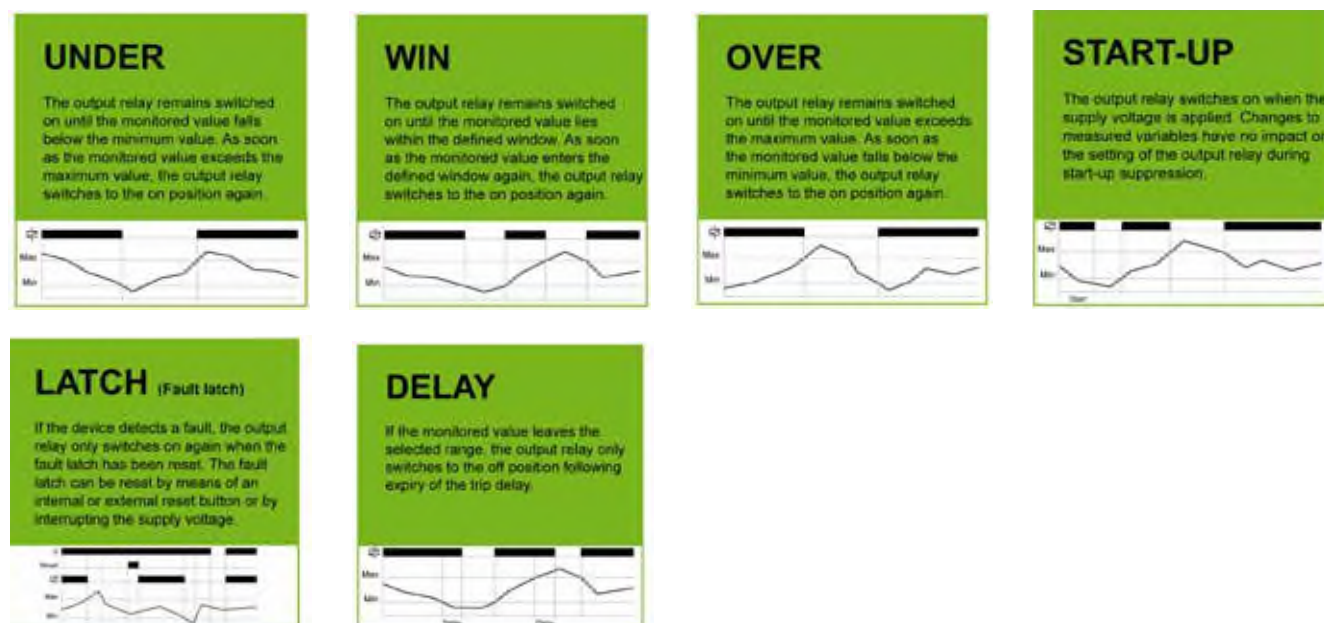 UNDER
The output relay remains switched
on until the monitored value falls
below the minimum value. As soon
as the monitored value exceeds the
maximum value, the output relay
switches to the on position again.
Max
Min
WIN
The output relay remains switched
on until the monitored value lies
within the defined window. As soon
as the monitored value enters the
defined window again, the output relay
switches to the on position again.
Max
Min
OVER
The output relay remains switched
on until the monitored value exceeds
the maximum value. As soon as
the monitored value falls below the
minimum value, the output relay
switches to the on position again.
Max
Min
START-UP
The output relay switches on when the
supply voltage is applied. Changes to
measured variables have no impact on
the setting of the output relay during
start-up suppression.
Max
Min
Start
LATCH (Fault latch)
If the device detects a fault, the output
relay only switches on again when the
fault latch has been reset. The fault
latch can be reset by means of an
internal or external reset button or by
interrupting the supply voltage.
Max
Min
DELAY
If the monitored value leaves the
selected range, the output relay only
switches to the off position following
expiry of the trip delay.
Max
Min